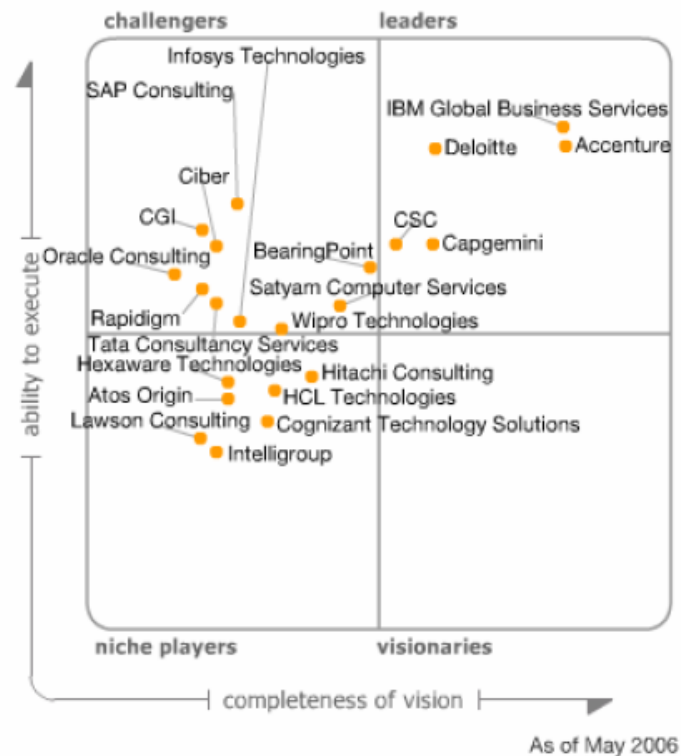 challengers
leaders
Infosys Technologies
SAP Consulting
IBM Global Business Services
Deloitte
Accenture
Ciber
CGI
CSC
Capgemini
Oracle Consulting
BearingPoint
Satyam Computer Services
Rapidigm
Wipro Technologies
Tata Consultancy Services
Hexaware Technologies
Hitachi Consulting
Atos Origin
HCL Technologies
Lawson Consulting
Cognizant Technology Solutions
Intelligroup
ability to execute
niche players
visionaries
completeness of vision
As of May 2006